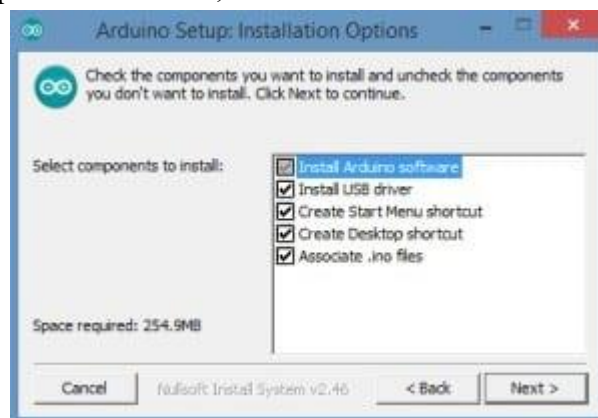 Arduino Setup: Installation Options
Check the components you want to install and uncheck the components
you don't want to install. Click Next to continue.
Select components to install:
Install Arduino software
Install USB driver
Create Start Menu shortcut
Create Desktop shortcut
Associate .ino files
Space required: 254.9MB
Cancel
Nullsoft Install System v2.46
< Back
Next >